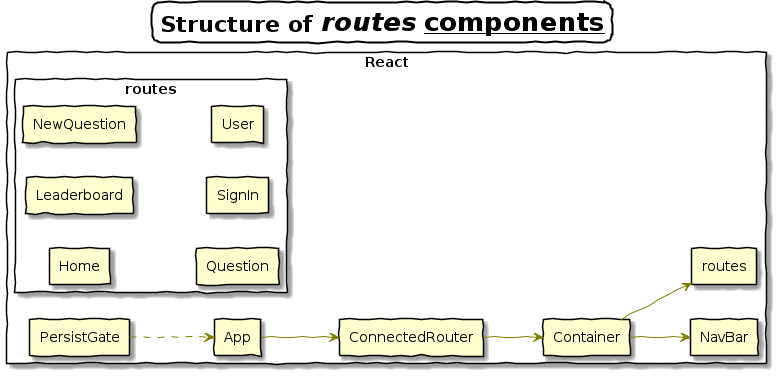 Structure of routes components
React
routes
NewQuestion
User
Leaderboard
SignIn
Home
Question
routes
PersistGate
App
ConnectedRouter
Container
NavBar